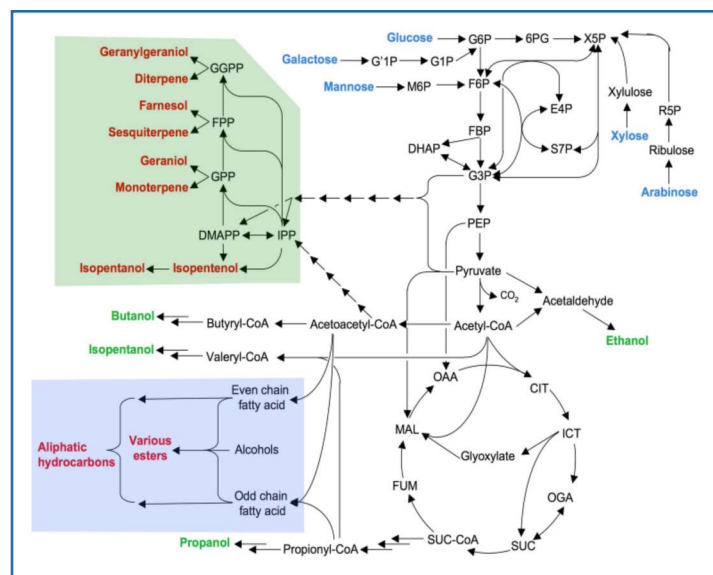 Geranylgeraniol
GGPP
Diterpene
Farnesol
FPP
Sesquiterpene
Geraniol
GPP
Monoterpene
DMAPP
IPP
Isopentanol
Isopentenol
Glucose
G6P
6PG
X5P
Galactose
G'1P
G1P
Mannose
M6P
F6P
Xylulose
E4P
R5P
FBP
Xylose
DHAP
S7P
Ribulose
G3P
Arabinose
PEP
Pyruvate
CO2
Acetaldehyde
Butanol
Butyryl-CoA
Acetoacetyl-CoA
Acetyl-CoA
Ethanol
Isopentanol
Valeryl-CoA
OAA
CIT
MAL
ICT
Glyoxylate
FUM
OGA
SUC-CoA
SUC
Even chain
fatty acid
Aliphatic
hydrocarbons
Various
esters
Alcohols
Odd chain
fatty acid
Propanol
Propionyl-CoA